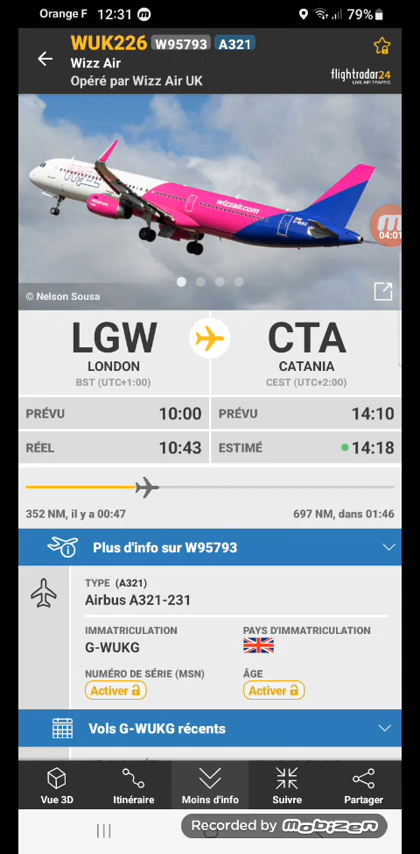 Orange F 12:31 79%
WUK226 W95793 A321
Wizz Air
Opéré par Wizz Air UK
flightradar24
LIVE AIR TRAFFIC
wizzair.com
04:01
© Nelson Sousa
LGW CTA
LONDON CATANIA
BST (UTC+1:00) CEST (UTC+2:00)
PRÉVU 10:00 PRÉVU 14:10
RÉEL 10:43 ESTIMÉ 14:18
352 NM, il y a 00:47 697 NM, dans 01:46
Plus d'info sur W95793
TYPE (A321)
Airbus A321-231
IMMATRICULATION PAYS D'IMMATRICULATION
G-WUKG
NUMÉRO DE SÉRIE (MSN) ÂGE
Activer Activer
Vols G-WUKG récents
Vue 3D Itinéraire Moins d'info Suivre Partager
Recorded by mobizen